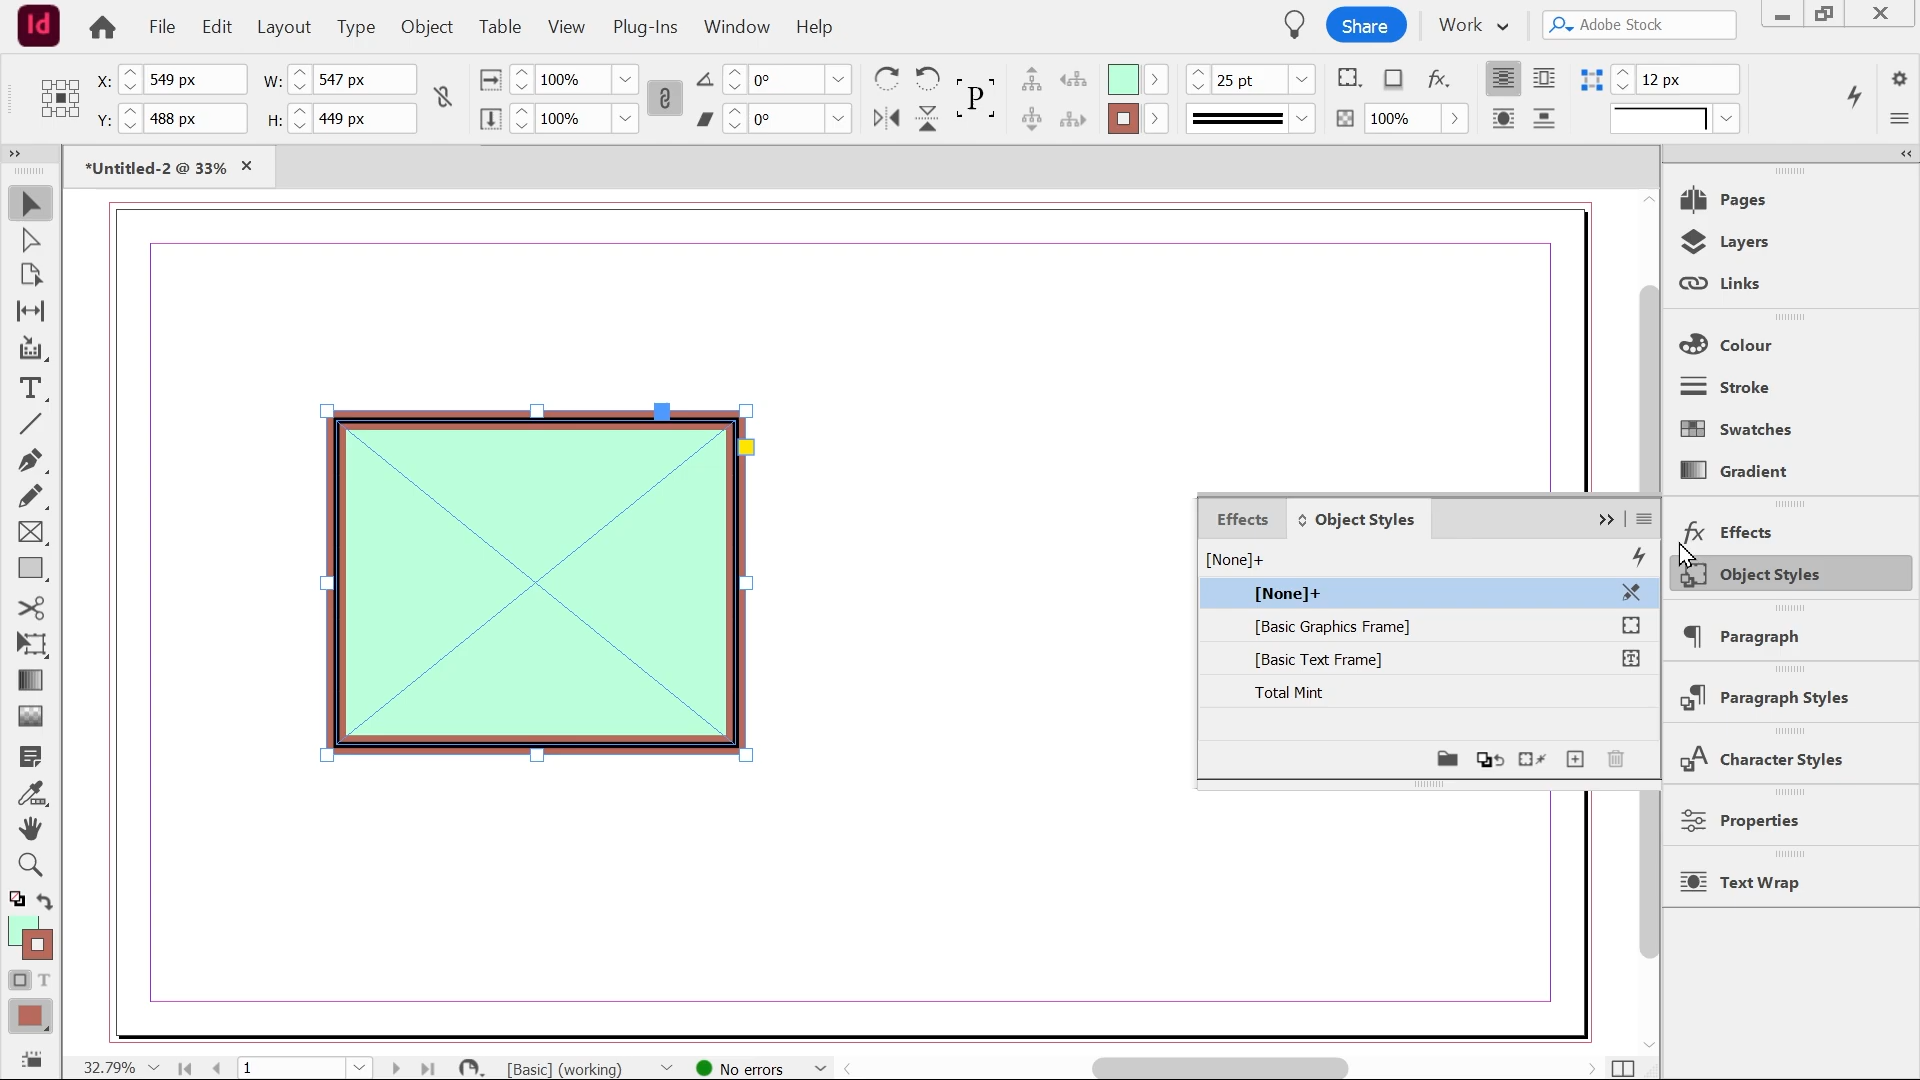 Id File Edit Layout Type Object Table View Plug-Ins Window Help Share Work Adobe Stock
X: 549 px W: 547 px 100% 0° 25 pt 12 px
P
Y: 488 px H: 449 px 100% 0° 100%
*Untitled-2 @ 33%
Pages
Layers
Links
Colour
Stroke
Swatches
Gradient
Effects
Object Styles
Paragraph
Paragraph Styles
Character Styles
Properties
Text Wrap
Effects Object Styles
[None]+
[None]+
[Basic Graphics Frame]
[Basic Text Frame]
Total Mint
32.79% 1 [Basic] (working) No errors